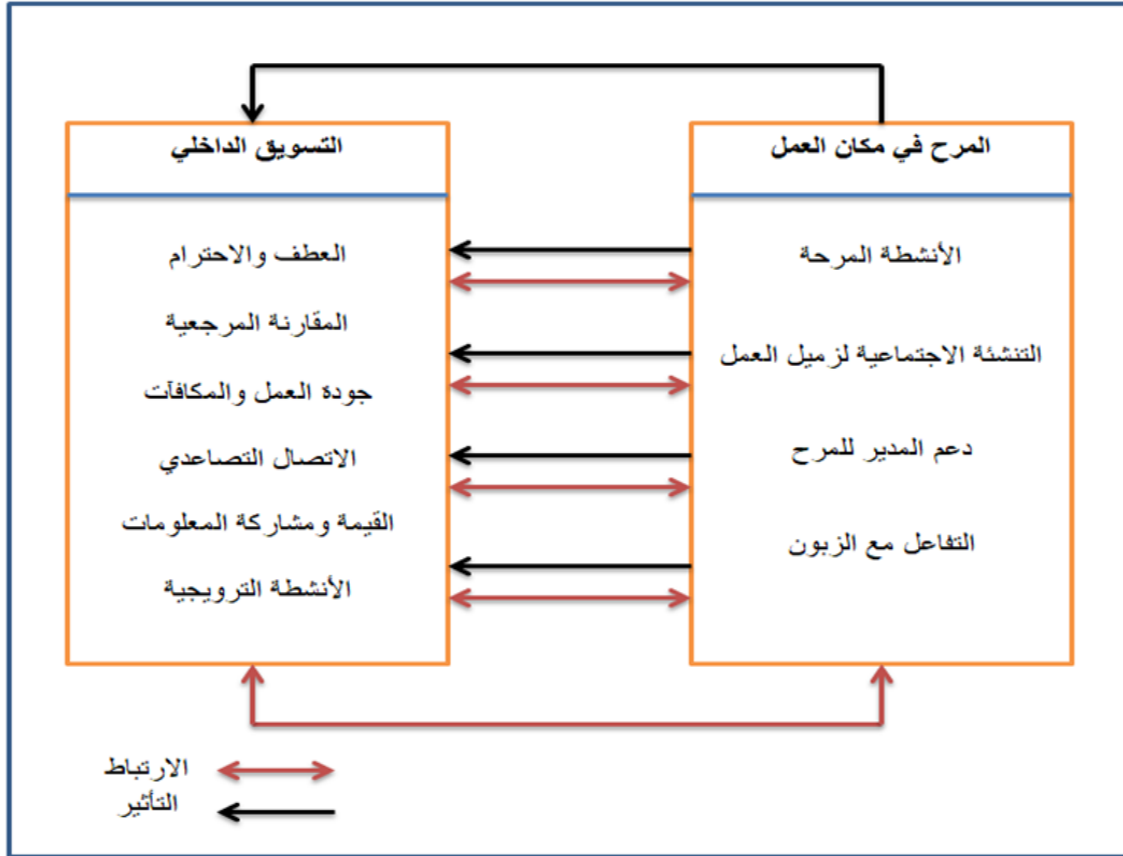 المرح في مكان العمل
الأنشطة المرحة
التنشئة الاجتماعية لزميل العمل
دعم المدير للمرح
التفاعل مع الزبون
التسويق الداخلي
العطف والاحترام
المقارنة المرجعية
جودة العمل والمكافآت
الاتصال التصاعدي
القيمة ومشاركة المعلومات
الأنشطة الترويجية
الارتباط
التأثير